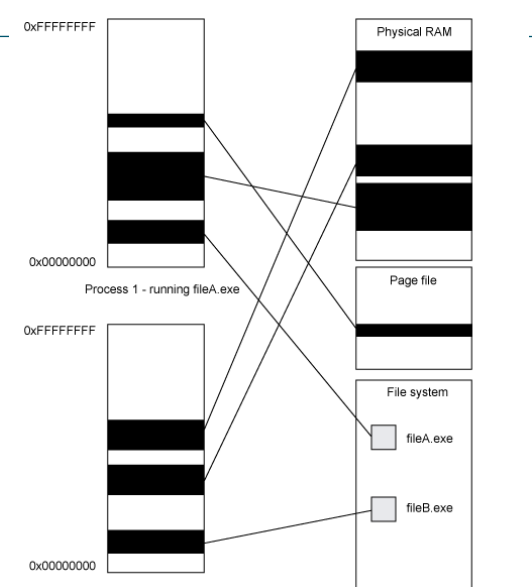 0xFFFFFFFF
Physical RAM
0x00000000
Process 1 - running fileA.exe
Page file
0xFFFFFFFF
File system
fileA.exe
fileB.exe
0x00000000